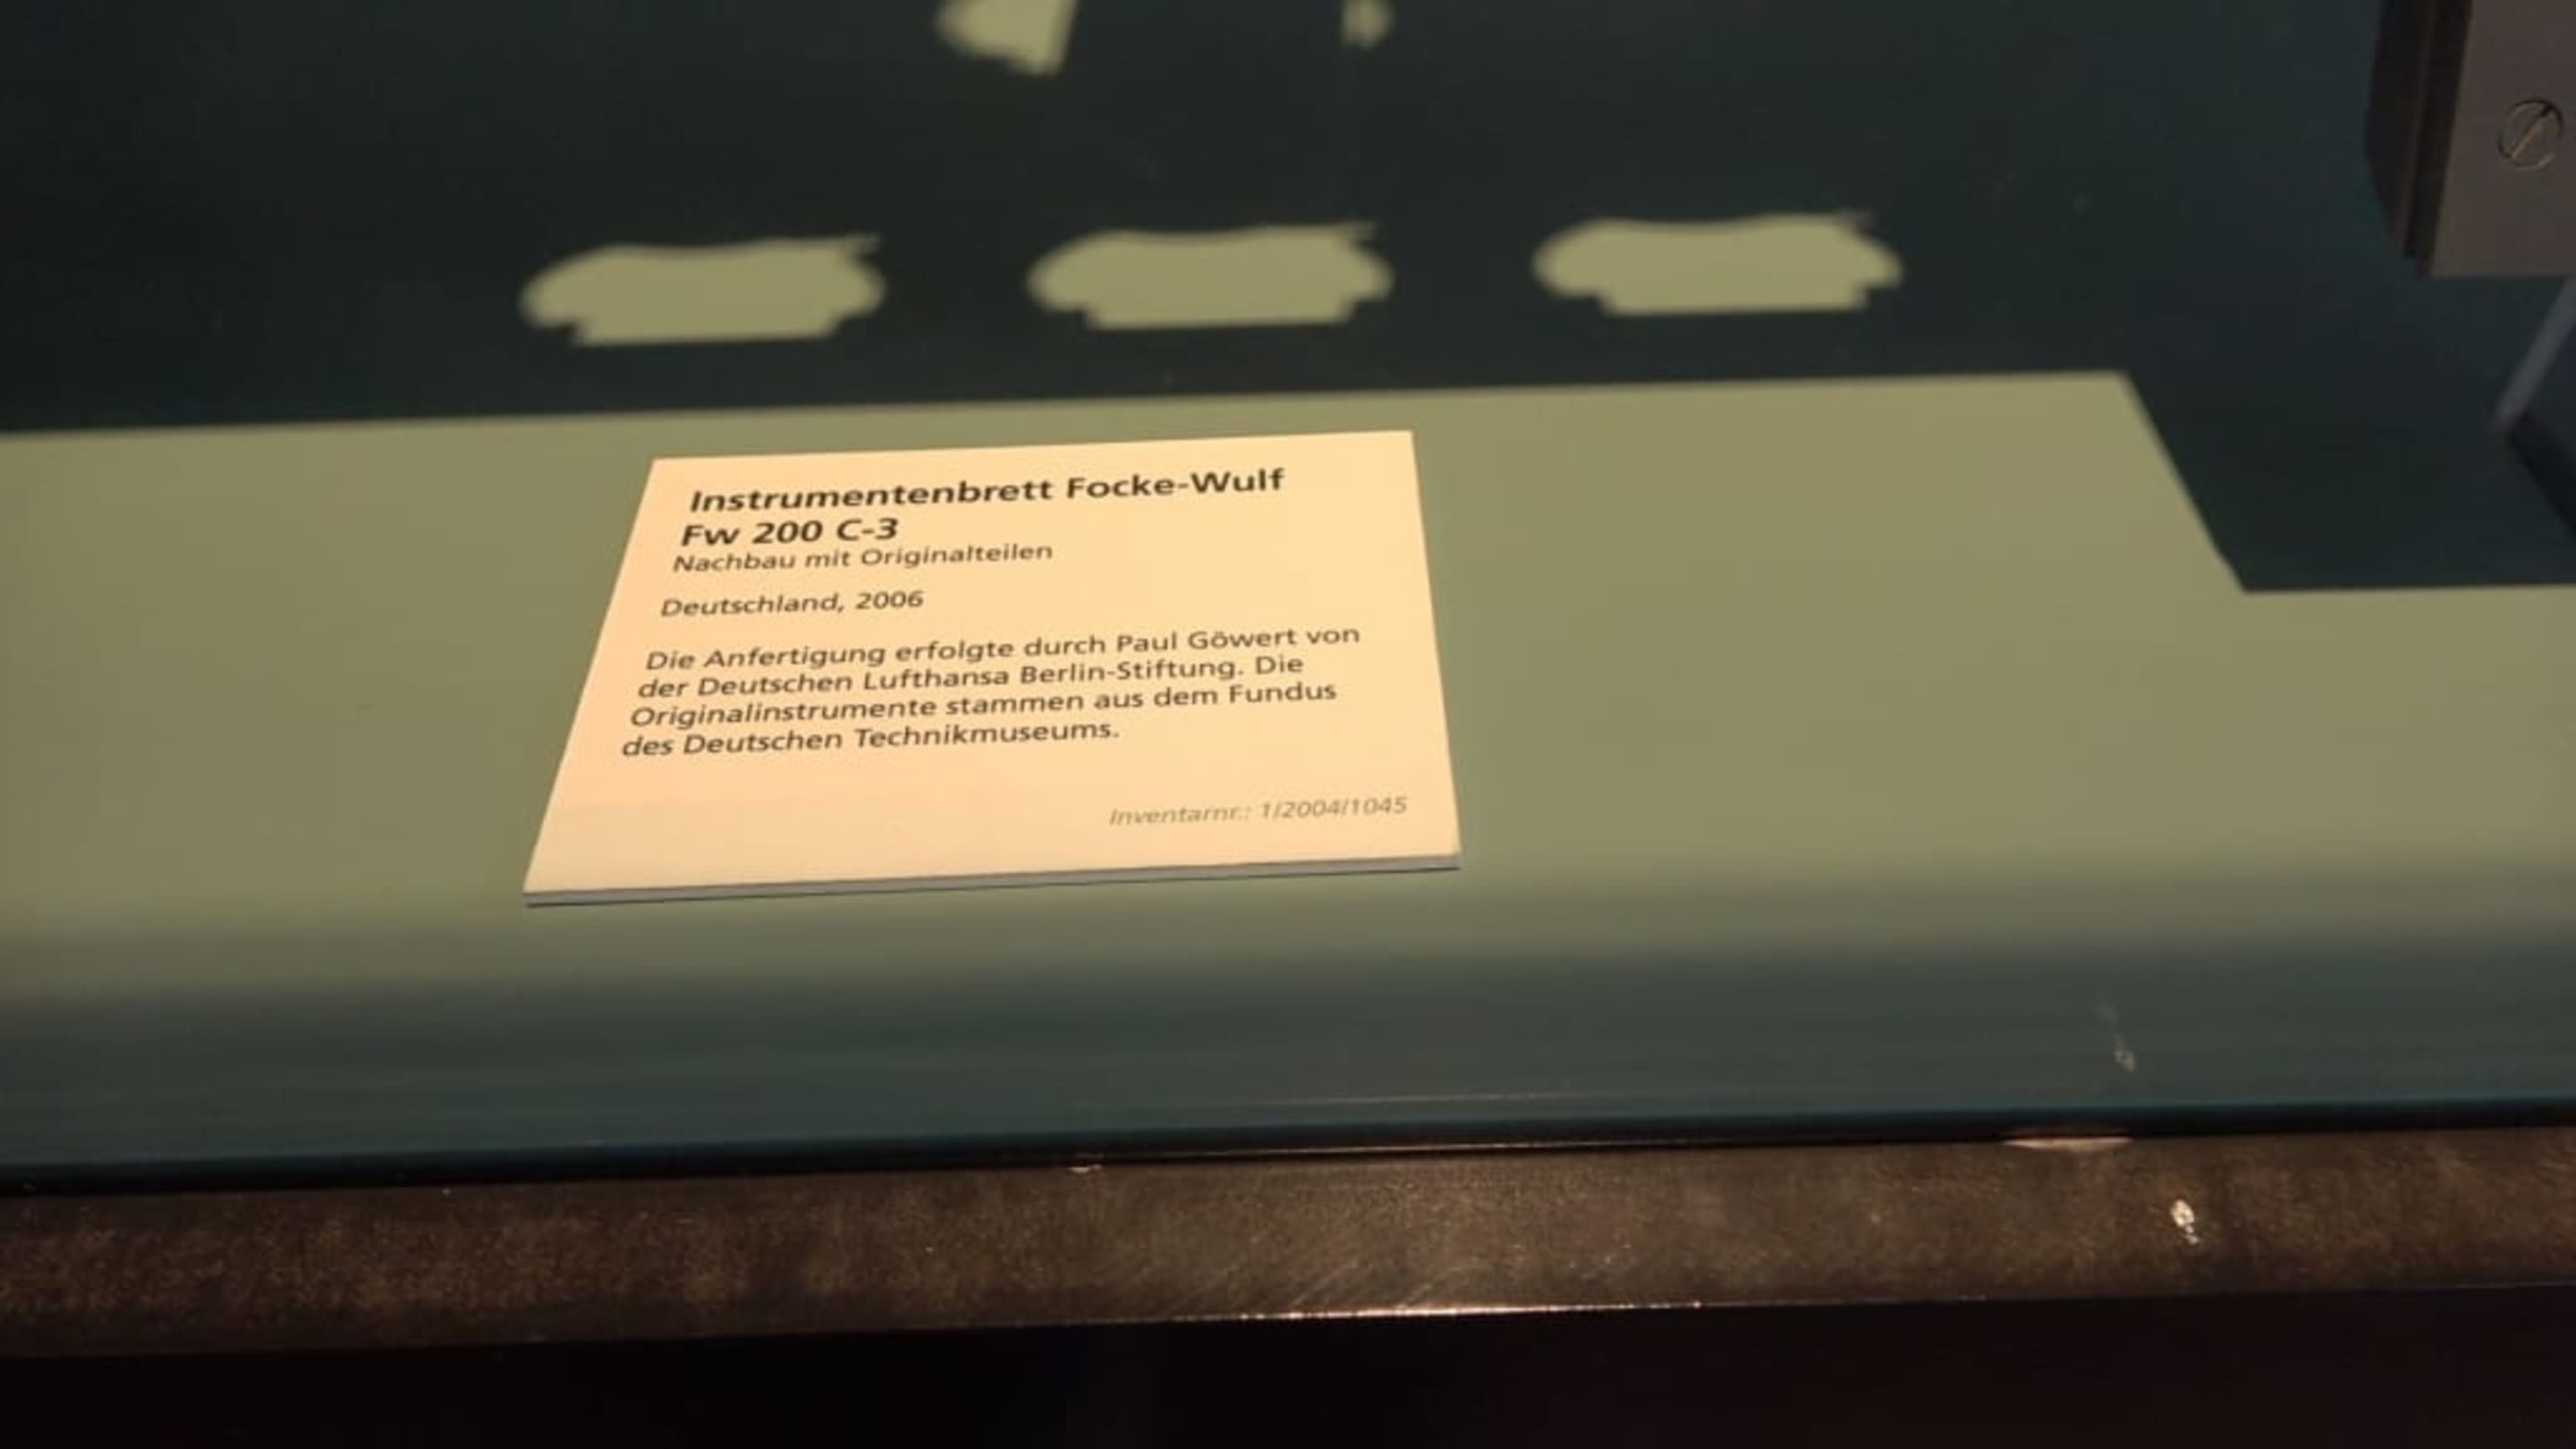 Instrumentenbrett Focke-Wulf
Fw 200 C-3
Nachbau mit Originalteilen
Deutschland, 2006
Die Anfertigung erfolgte durch Paul Göwert von
der Deutschen Lufthansa Berlin-Stiftung. Die
Originalinstrumente stammen aus dem Fundus
des Deutschen Technikmuseums.
Inventarnr.: 1/2004/1045